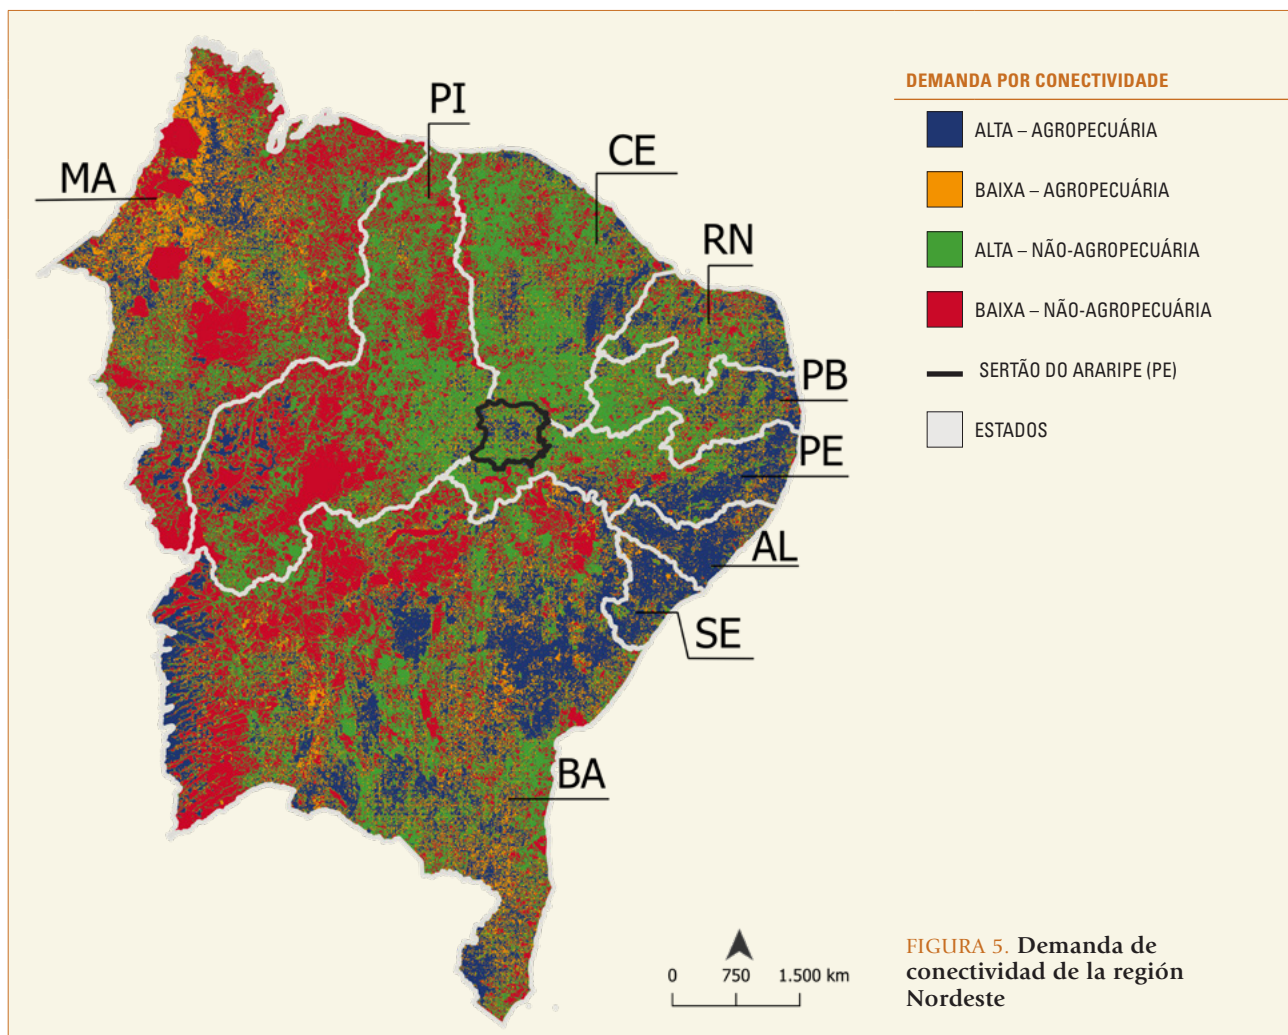 PI
CE
MA
RN
PB
PE
AL
SE
BA
0 750 1.500 km
DEMANDA POR CONECTIVIDADE
ALTA – AGROPECUÁRIA
BAIXA – AGROPECUÁRIA
ALTA – NÃO-AGROPECUÁRIA
BAIXA – NÃO-AGROPECUÁRIA
SERTÃO DO ARARIPE (PE)
ESTADOS
FIGURA 5. Demanda de
conectividad de la región
Nordeste